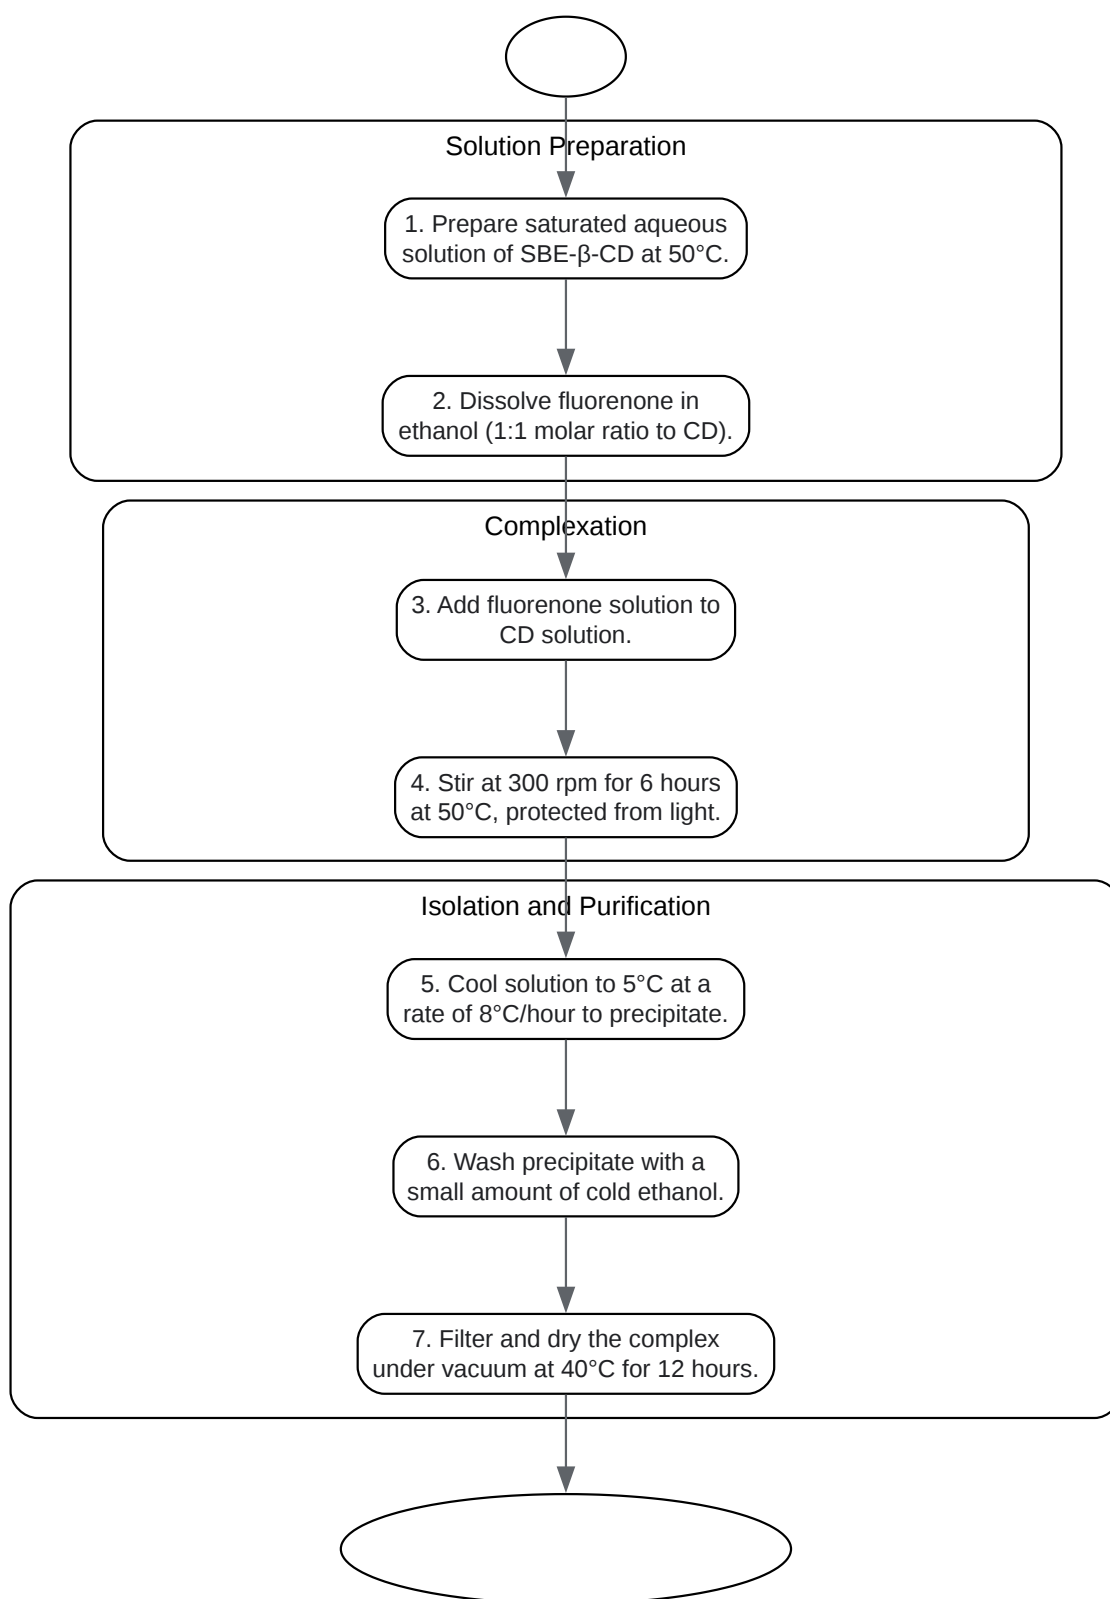 Solution Preparation
1. Prepare saturated aqueous
solution of SBE-β-CD at 50°C.
2. Dissolve fluorenone in
ethanol (1:1 molar ratio to CD).
Complexation
3. Add fluorenone solution to
CD solution.
4. Stir at 300 rpm for 6 hours
at 50°C, protected from light.
Isolation and Purification
5. Cool solution to 5°C at a
rate of 8°C/hour to precipitate.
6. Wash precipitate with a
small amount of cold ethanol.
7. Filter and dry the complex
under vacuum at 40°C for 12 hours.